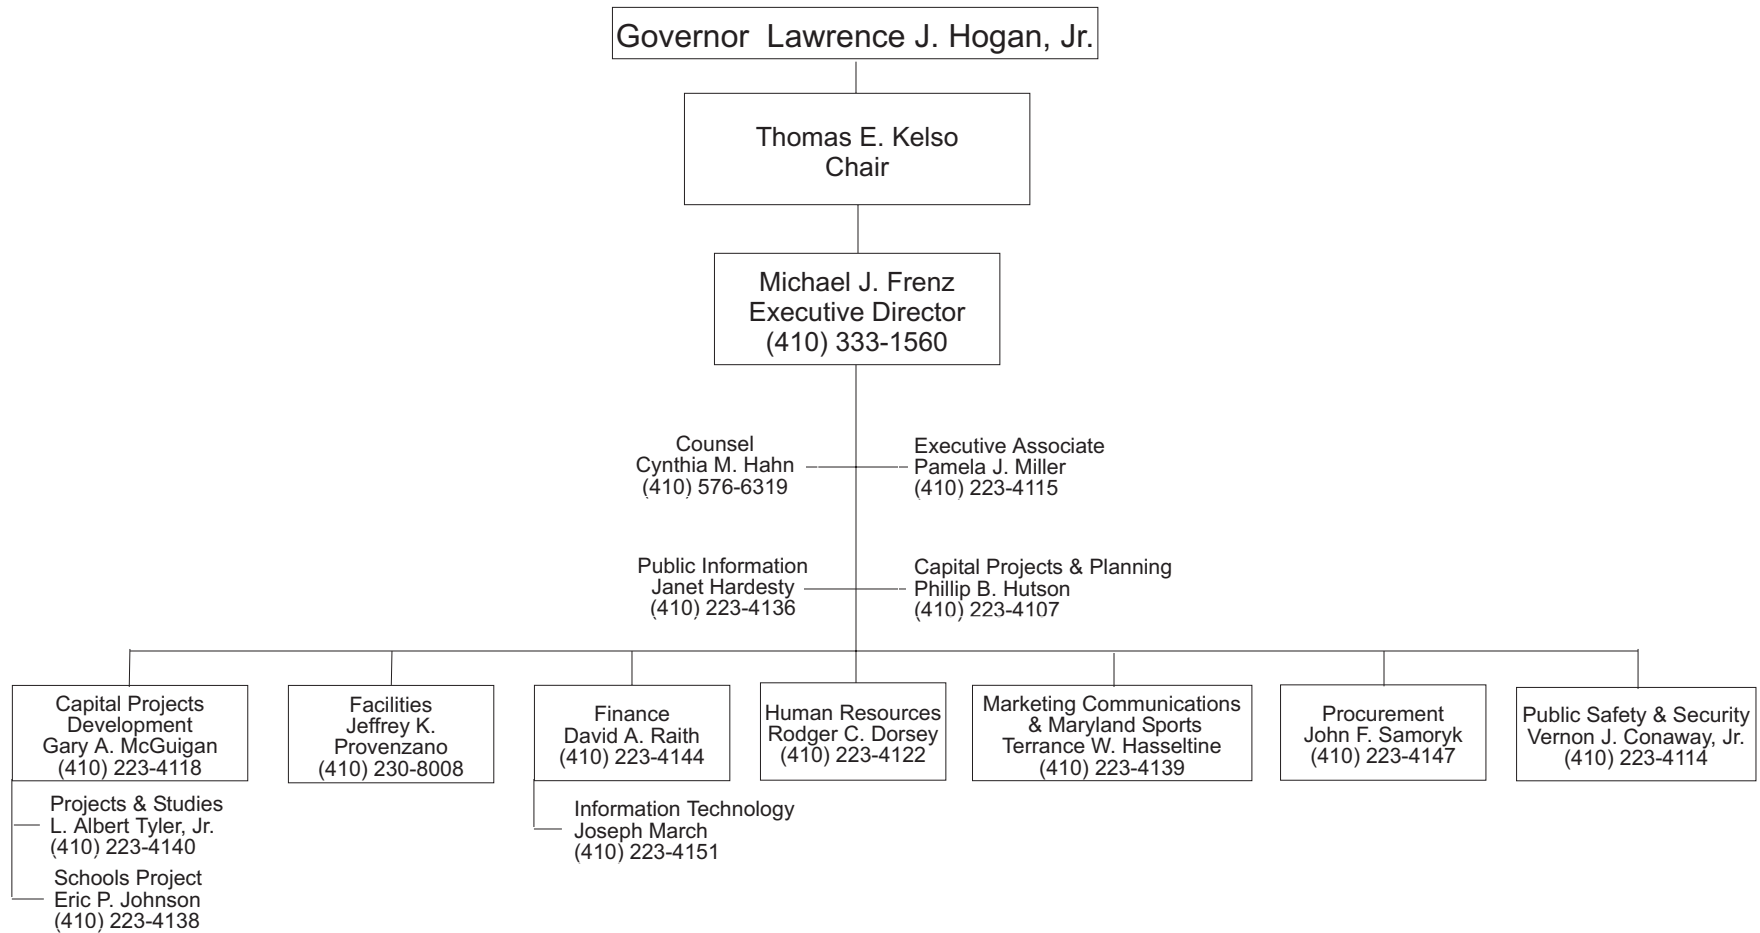 Governor Lawrence J. Hogan, Jr.
Thomas E. Kelso
Chair
Michael J. Frenz
Executive Director
(410) 333-1560
Counsel
Cynthia M. Hahn
(410) 576-6319
Executive Associate
Pamela J. Miller
(410) 223-4115
Public Information
Janet Hardesty
(410) 223-4136
Capital Projects & Planning
Phillip B. Hutson
(410) 223-4107
Capital Projects
Development
Gary A. McGuigan
(410) 223-4118
Projects & Studies
L. Albert Tyler, Jr.
(410) 223-4140
Schools Project
Eric P. Johnson
(410) 223-4138
Facilities
Jeffrey K.
Provenzano
(410) 230-8008
Finance
David A. Raith
(410) 223-4144
Information Technology
Joseph March
(410) 223-4151
Human Resources
Rodger C. Dorsey
(410) 223-4122
Marketing Communications
& Maryland Sports
Terrance W. Hasseltine
(410) 223-4139
Procurement
John F. Samoryk
(410) 223-4147
Public Safety & Security
Vernon J. Conaway, Jr.
(410) 223-4114